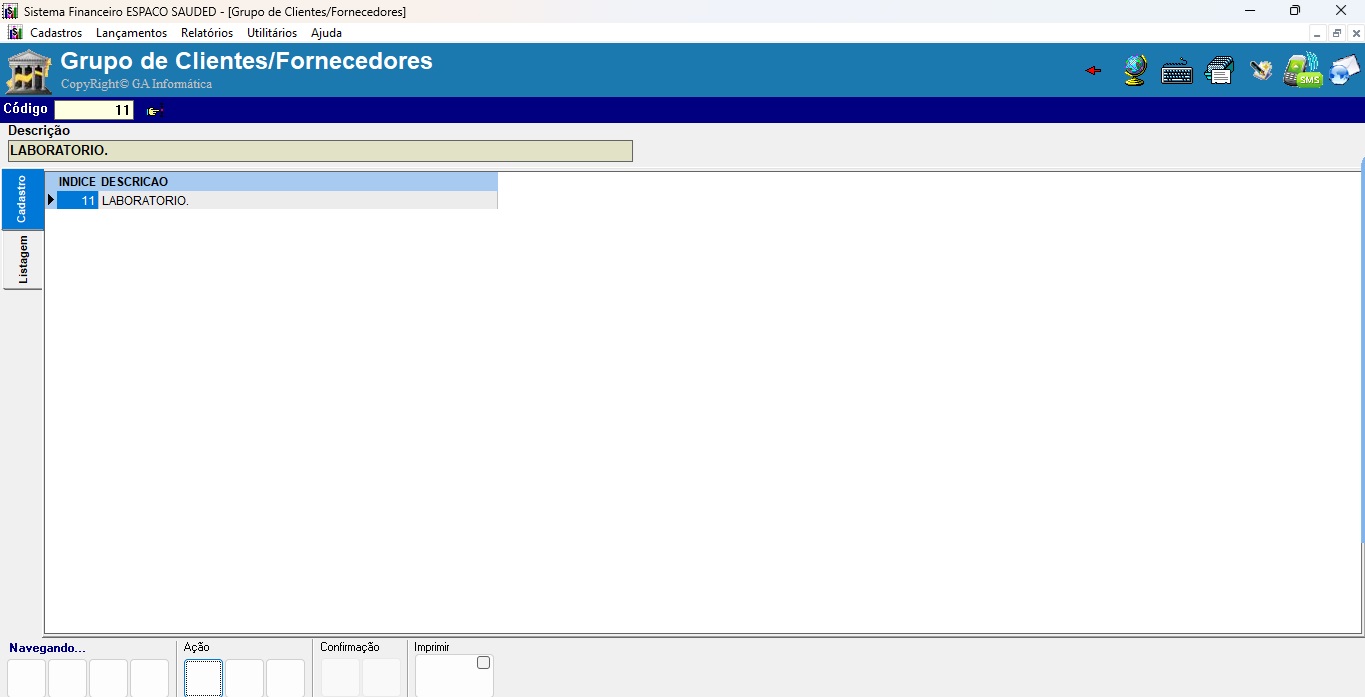 Sistema Financeiro ESPACO SAUDED - [Grupo de Clientes/Fornecedores]
Cadastros Lançamentos Relatórios Utilitários Ajuda
Grupo de Clientes/Fornecedores
CopyRight© GA Informática
SMS
Código 11
Descrição
LABORATORIO.
Cadastro
Listagem
INDICE DESCRICAO
11 LABORATORIO.
Navegando... Ação Confirmação Imprimir